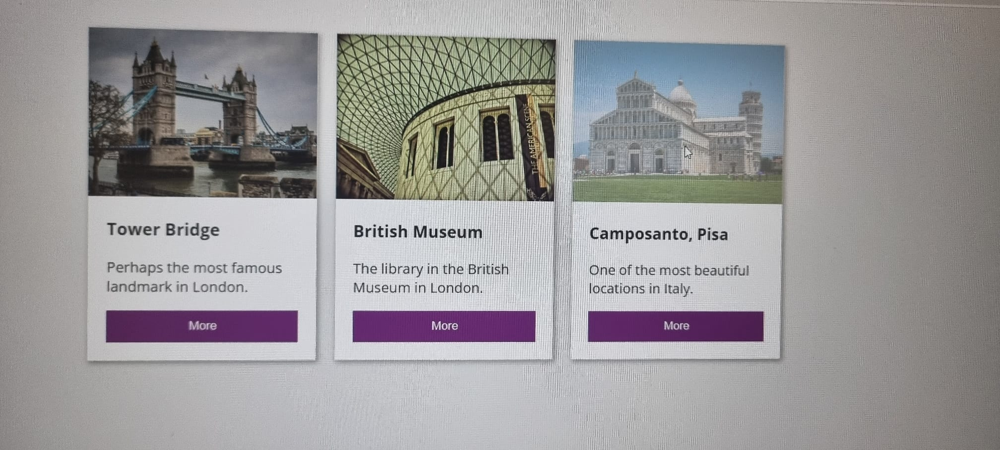 THE AMERICAN SCENE
Tower Bridge
Perhaps the most famous
landmark in London.
More
British Museum
The library in the British
Museum in London.
More
Camposanto, Pisa
One of the most beautiful
locations in Italy.
More